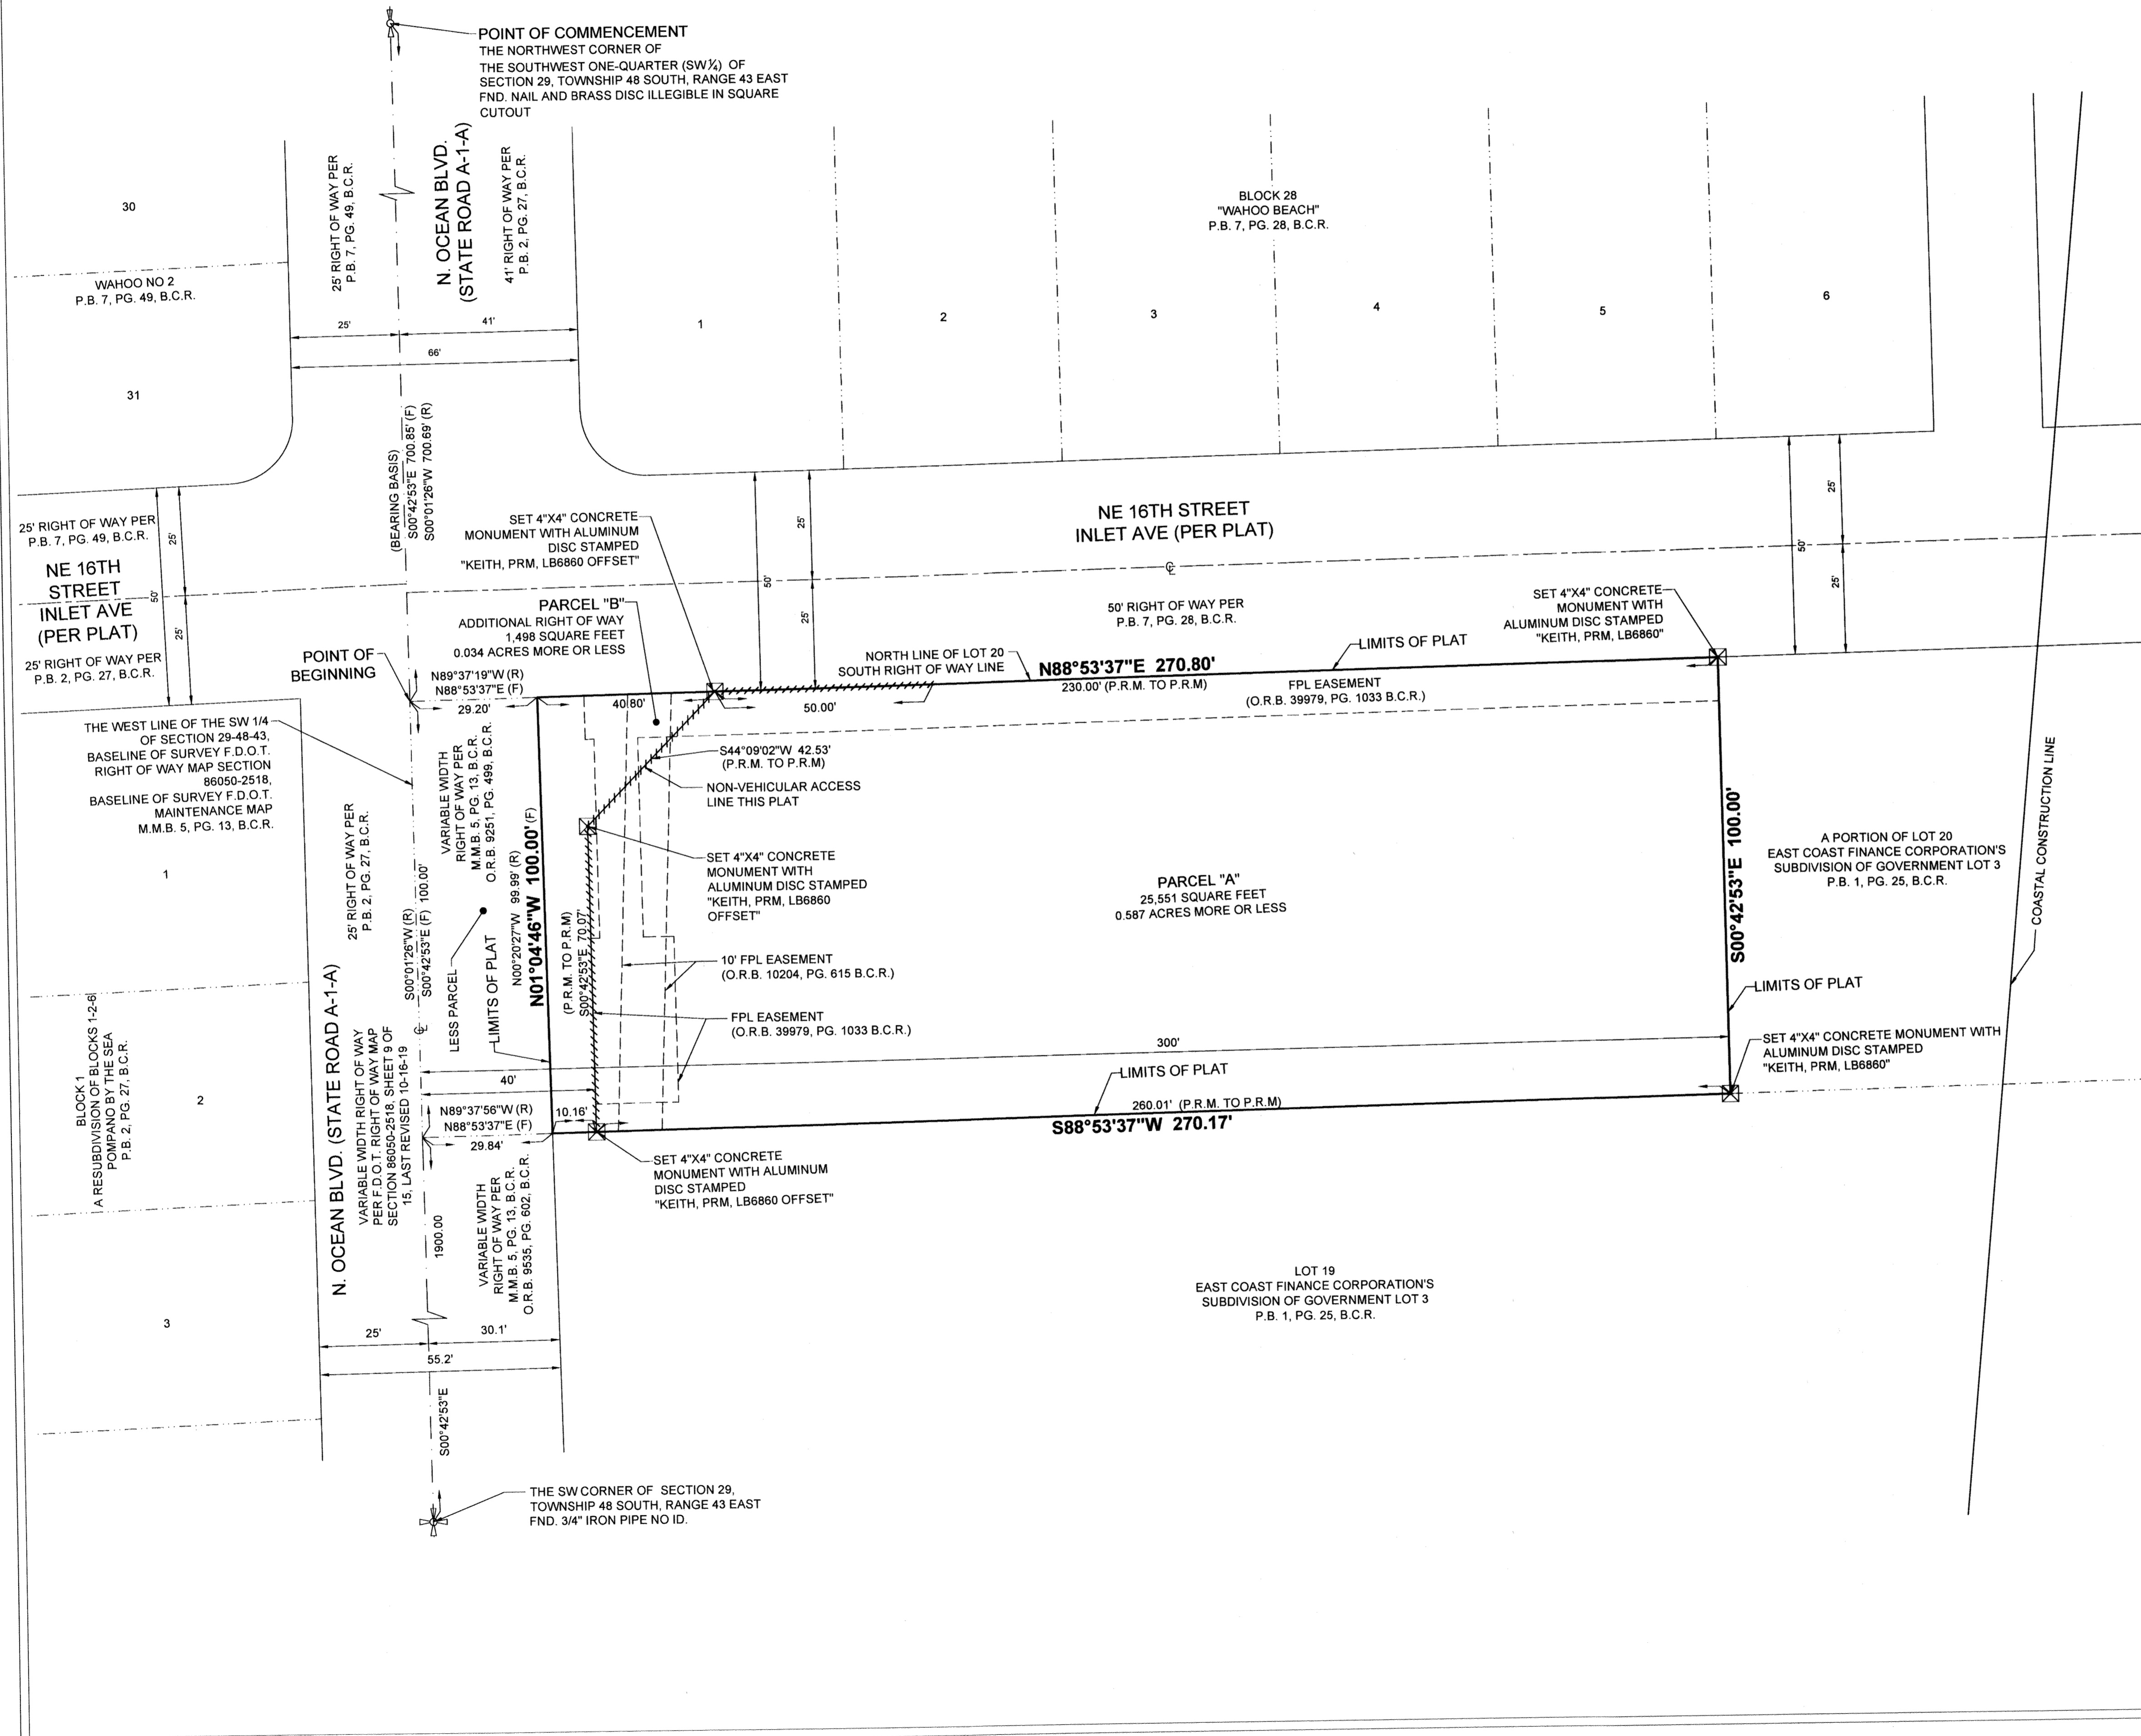 POINT OF COMMENCEMENT
THE NORTHWEST CORNER OF
THE SOUTHWEST ONE-QUARTER (SW¼) OF
SECTION 29, TOWNSHIP 48 SOUTH, RANGE 43 EAST
FND. NAIL AND BRASS DISC ILLEGIBLE IN SQUARE
CUTOUT
30
WAHOO NO 2
P.B. 7, PG. 49, B.C.R.
31
25' RIGHT OF WAY PER
P.B. 7, PG. 49, B.C.R.
N. OCEAN BLVD.
(STATE ROAD A-1-A)
41' RIGHT OF WAY PER
P.B. 2, PG. 27, B.C.R.
25'
41'
66'
BLOCK 28
"WAHOO BEACH"
P.B. 7, PG. 28, B.C.R.
1
2
3
4
5
6
(BEARING BASIS)
S00°42'53"E 700.85' (F)
S00°01'26"W 700.69' (R)
25' RIGHT OF WAY PER
P.B. 7, PG. 49, B.C.R.
NE 16TH
STREET
INLET AVE
(PER PLAT)
25' RIGHT OF WAY PER
P.B. 2, PG. 27, B.C.R.
25'
50'
25'
SET 4"X4" CONCRETE
MONUMENT WITH ALUMINUM
DISC STAMPED
"KEITH, PRM, LB6860 OFFSET"
25'
50'
25'
NE 16TH STREET
INLET AVE (PER PLAT)
℄
50' RIGHT OF WAY PER
P.B. 7, PG. 28, B.C.R.
25'
50'
25'
SET 4"X4" CONCRETE
MONUMENT WITH
ALUMINUM DISC STAMPED
"KEITH, PRM, LB6860"
PARCEL "B"
ADDITIONAL RIGHT OF WAY
1,498 SQUARE FEET
0.034 ACRES MORE OR LESS
POINT OF
BEGINNING
N89°37'19"W (R)
N88°53'37"E (F)
29.20'
40.80'
50.00'
NORTH LINE OF LOT 20
SOUTH RIGHT OF WAY LINE
N88°53'37"E 270.80'
230.00' (P.R.M. TO P.R.M)
LIMITS OF PLAT
FPL EASEMENT
(O.R.B. 39979, PG. 1033 B.C.R.)
THE WEST LINE OF THE SW 1/4
OF SECTION 29-48-43,
BASELINE OF SURVEY F.D.O.T.
RIGHT OF WAY MAP SECTION
86050-2518,
BASELINE OF SURVEY F.D.O.T.
MAINTENANCE MAP
M.M.B. 5, PG. 13, B.C.R.
1
25' RIGHT OF WAY PER
P.B. 2, PG. 27, B.C.R.
VARIABLE WIDTH
RIGHT OF WAY PER
M.M.B. 5, PG. 13, B.C.R.
O.R.B. 9251, PG. 499, B.C.R.
S44°09'02"W 42.53'
(P.R.M. TO P.R.M)
NON-VEHICULAR ACCESS
LINE THIS PLAT
SET 4"X4" CONCRETE
MONUMENT WITH
ALUMINUM DISC STAMPED
"KEITH, PRM, LB6860
OFFSET"
PARCEL "A"
25,551 SQUARE FEET
0.587 ACRES MORE OR LESS
S00°42'53"E 100.00'
A PORTION OF LOT 20
EAST COAST FINANCE CORPORATION'S
SUBDIVISION OF GOVERNMENT LOT 3
P.B. 1, PG. 25, B.C.R.
COASTAL CONSTRUCTION LINE
S00°01'26"W (R)
S00°42'53"E (F) 100.00'
℄
LESS PARCEL
LIMITS OF PLAT
N00°20'27"W 99.99' (R)
N01°04'46"W 100.00' (F)
(P.R.M. TO P.R.M)
S00°42'53"E 70.07'
10' FPL EASEMENT
(O.R.B. 10204, PG. 615 B.C.R.)
FPL EASEMENT
(O.R.B. 39979, PG. 1033 B.C.R.)
LIMITS OF PLAT
300'
SET 4"X4" CONCRETE MONUMENT WITH
ALUMINUM DISC STAMPED
"KEITH, PRM, LB6860"
BLOCK 1
A RESUBDIVISION OF BLOCKS 1-2-6
POMPANO BY THE SEA
P.B. 2, PG. 27, B.C.R.
2
3
N. OCEAN BLVD. (STATE ROAD A-1-A)
VARIABLE WIDTH RIGHT OF WAY
PER F.D.O.T. RIGHT OF WAY MAP
SECTION 86050-2518, SHEET 9 OF
15, LAST REVISED 10-16-19
40'
N89°37'56"W (R)
N88°53'37"E (F)
29.84'
10.16'
LIMITS OF PLAT
260.01' (P.R.M. TO P.R.M)
S88°53'37"W 270.17'
SET 4"X4" CONCRETE
MONUMENT WITH ALUMINUM
DISC STAMPED
"KEITH, PRM, LB6860 OFFSET"
1900.00
VARIABLE WIDTH
RIGHT OF WAY PER
M.M.B. 5, PG. 13, B.C.R.
O.R.B. 9535, PG. 602, B.C.R.
LOT 19
EAST COAST FINANCE CORPORATION'S
SUBDIVISION OF GOVERNMENT LOT 3
P.B. 1, PG. 25, B.C.R.
25'
30.1'
55.2'
S00°42'53"E
THE SW CORNER OF SECTION 29,
TOWNSHIP 48 SOUTH, RANGE 43 EAST
FND. 3/4" IRON PIPE NO ID.